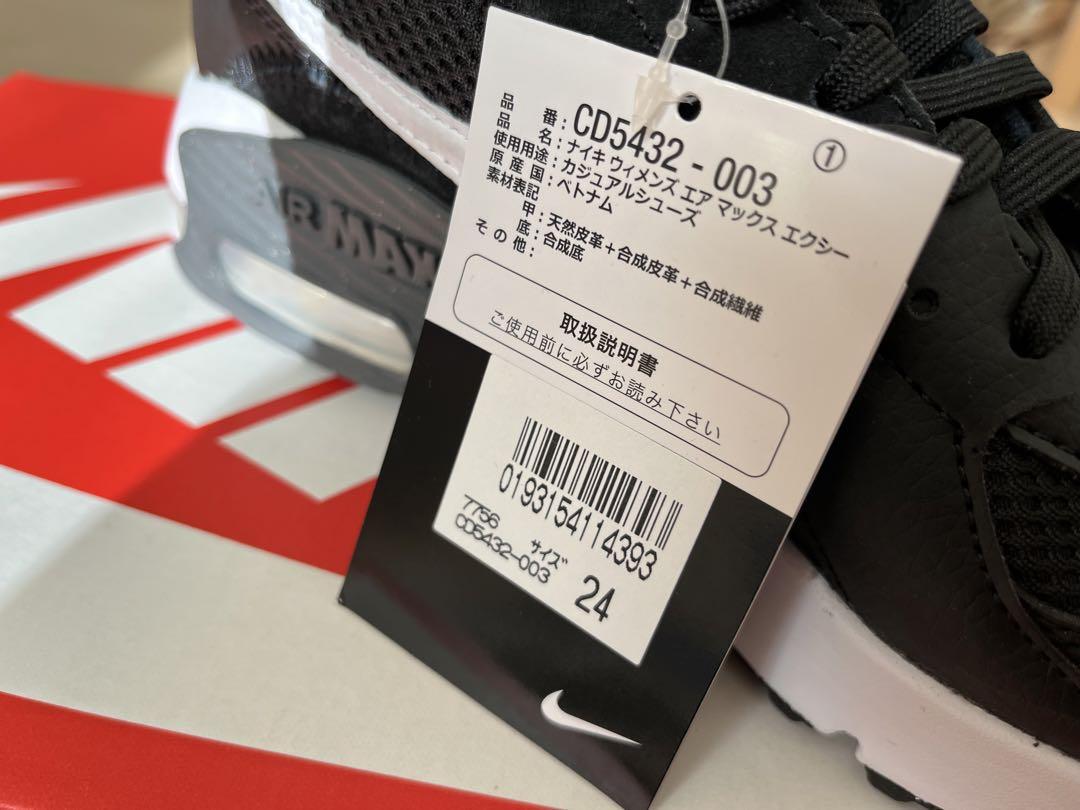 品番：CD5432-003
①
品名：ナイキ ウィメンズ エア マックス エクシー
使用用途：カジュアルシューズ
原産国：ベトナム
素材表記
甲：天然皮革＋合成皮革＋合成繊維
底：合成底
その他：
取扱説明書
ご使用前に必ずお読み下さい
0193154114393
7756 サイズ
CD5432-003 24
AIR MAX